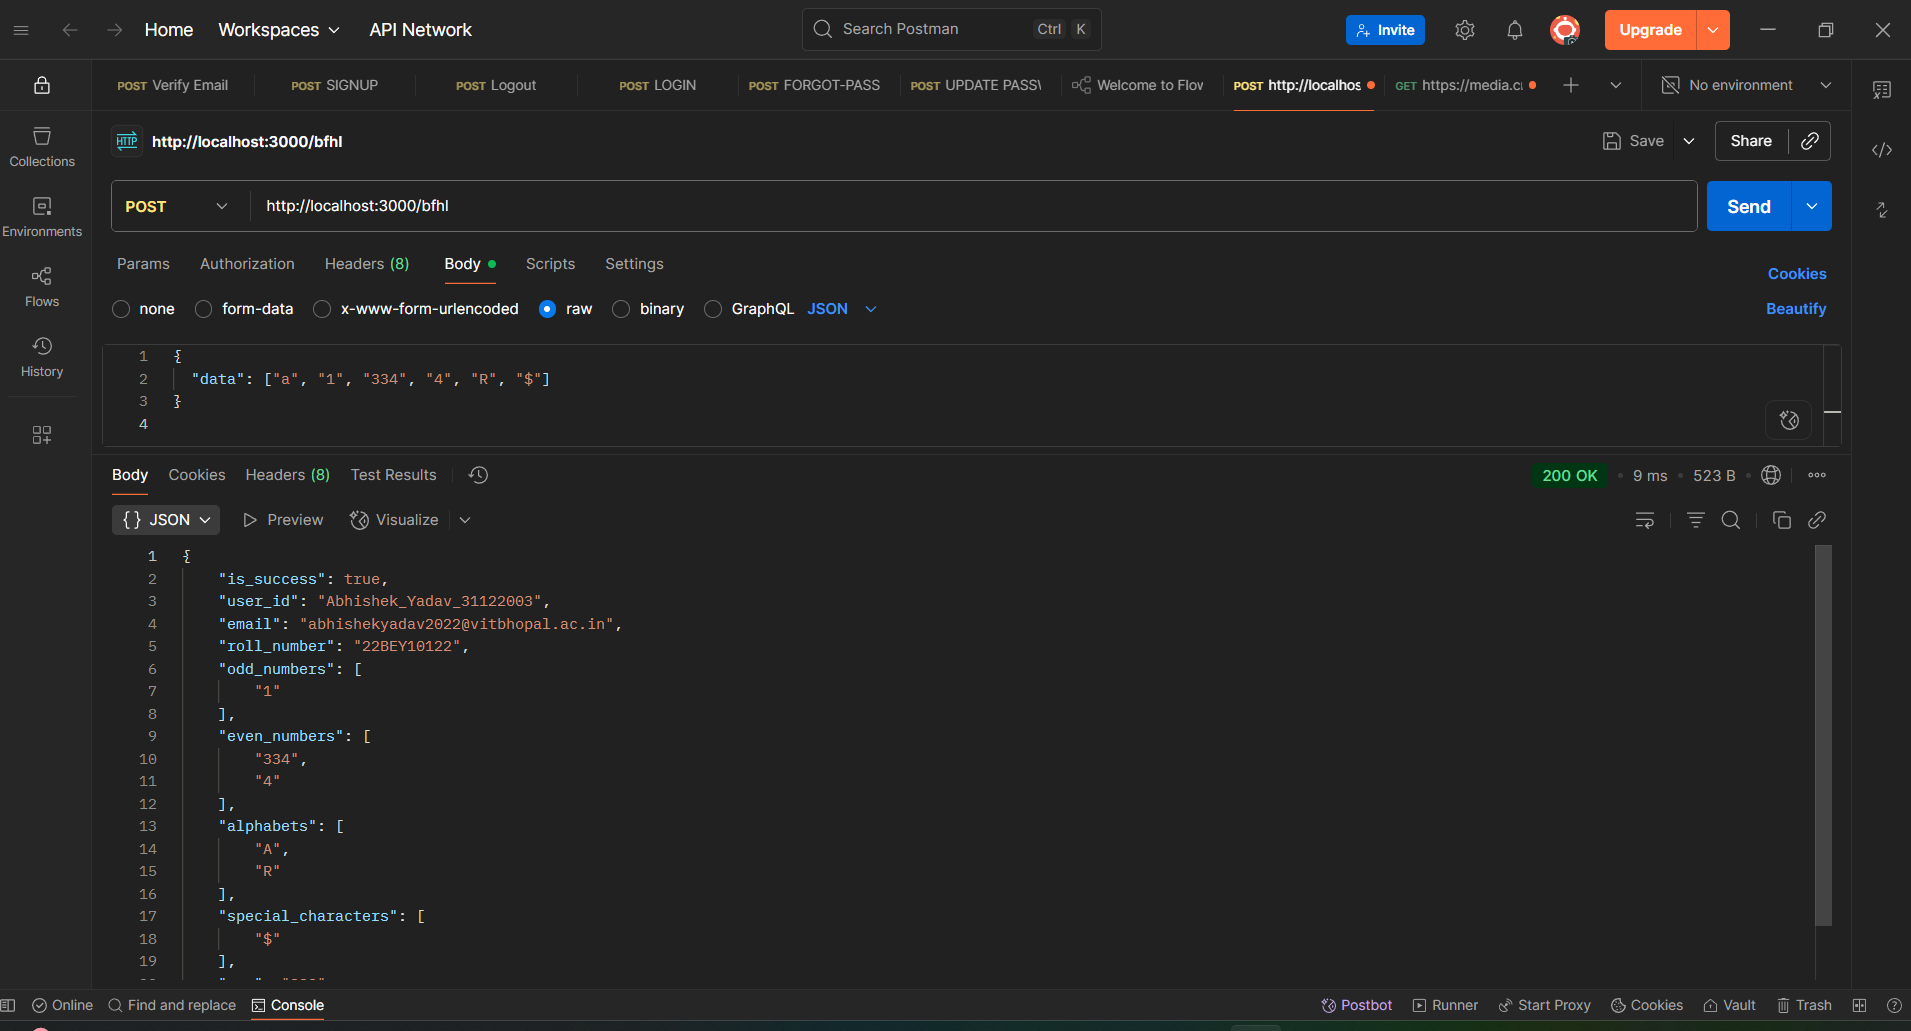 Home Workspaces API Network Search Postman Ctrl K Invite Upgrade
POST Verify Email POST SIGNUP POST Logout POST LOGIN POST FORGOT-PASS POST UPDATE PASSW Welcome to Flow POST http://localhos GET https://media.c No environment
HTTP http://localhost:3000/bfhl Save Share
Collections
Environments
Flows
History
POST http://localhost:3000/bfhl Send
Params Authorization Headers (8) Body Scripts Settings Cookies
none form-data x-www-form-urlencoded raw binary GraphQL JSON Beautify
1 {
2 "data": ["a", "1", "334", "4", "R", "$"]
3 }
4
Body Cookies Headers (8) Test Results 200 OK 9 ms 523 B
{} JSON Preview Visualize
1 {
2 "is_success": true,
3 "user_id": "Abhishek_Yadav_31122003",
4 "email": "abhishekyadav2022@vitbhopal.ac.in",
5 "roll_number": "22BEY10122",
6 "odd_numbers": [
7 "1"
8 ],
9 "even_numbers": [
10 "334",
11 "4"
12 ],
13 "alphabets": [
14 "A",
15 "R"
16 ],
17 "special_characters": [
18 "$"
19 ],
Online Find and replace Console Postbot Runner Start Proxy Cookies Vault Trash